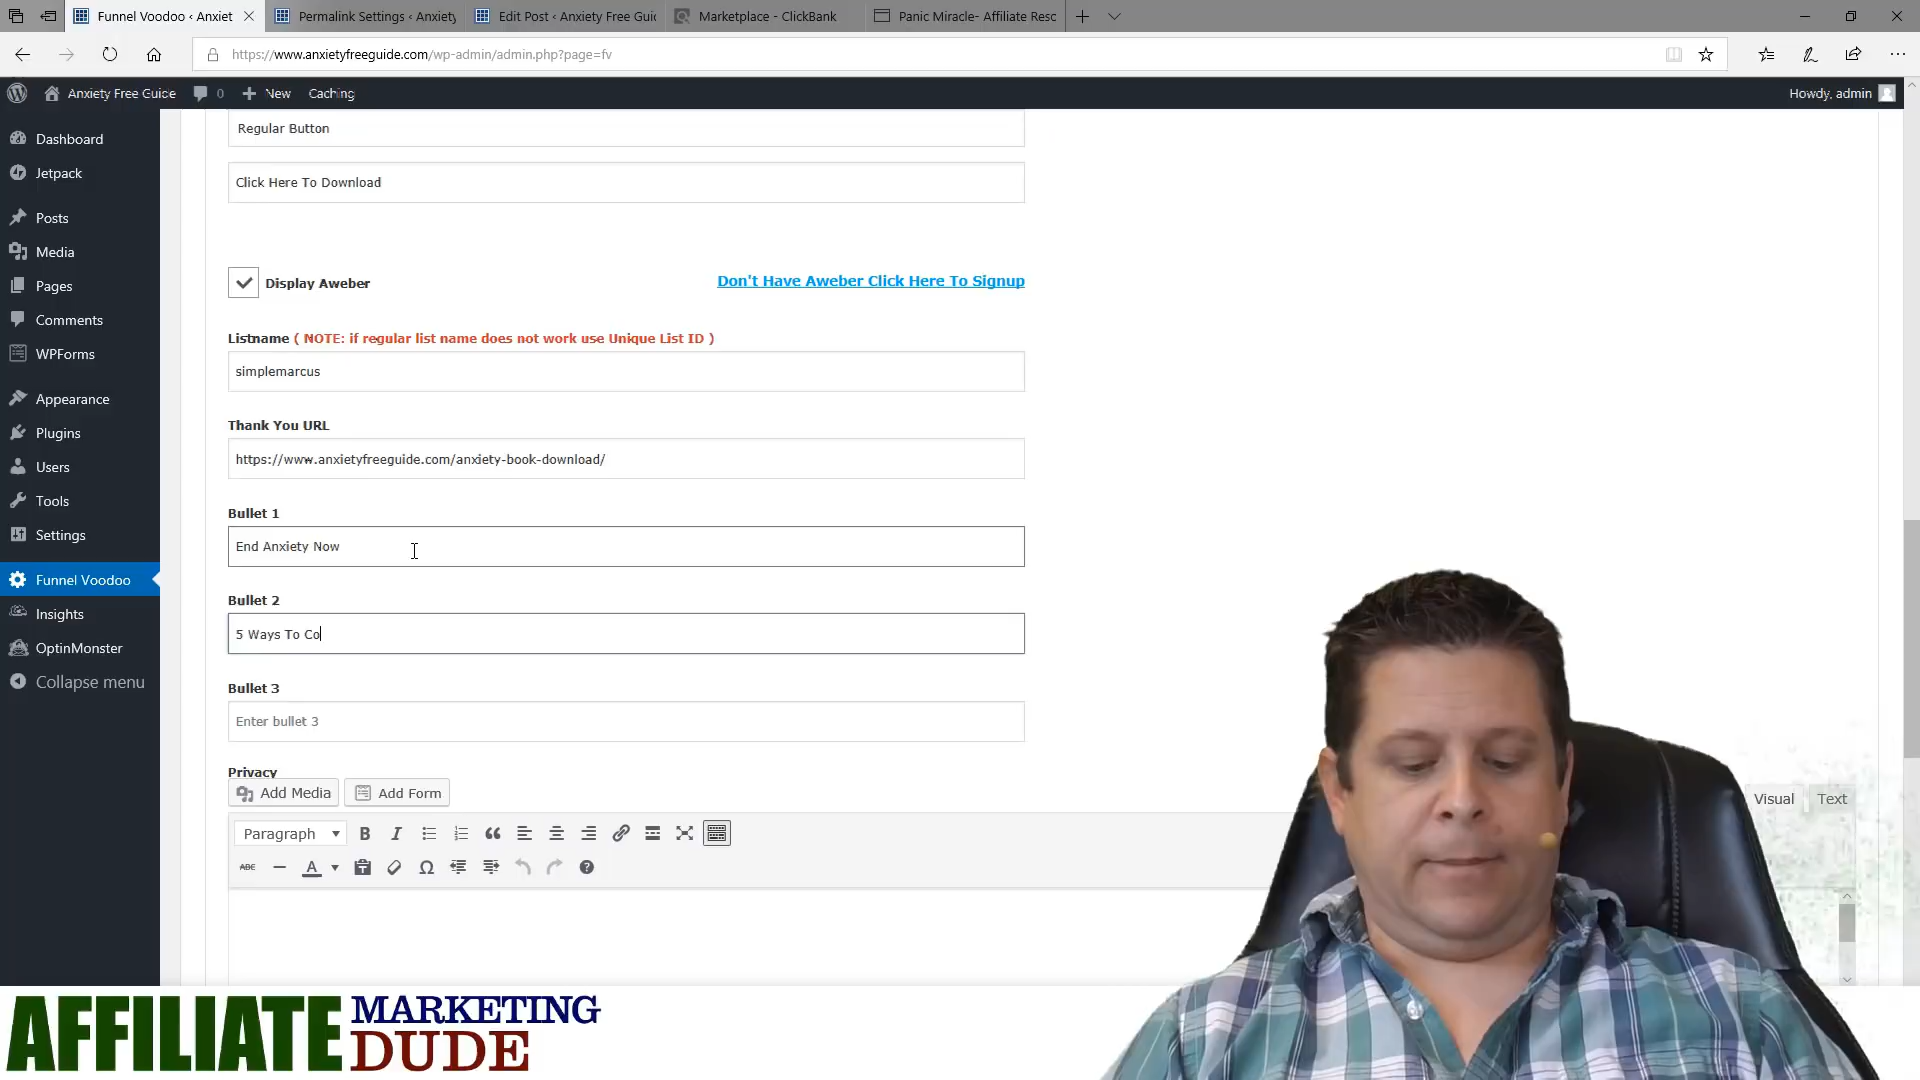 Funnel Voodoo ‹ Anxiet
Permalink Settings ‹ Anxiety
Edit Post ‹ Anxiety Free Guid
Marketplace - ClickBank
Panic Miracle- Affiliate Resc
https://www.anxietyfreeguide.com/wp-admin/admin.php?page=fv
Anxiety Free Guide
0
New
Caching
Howdy, admin
Dashboard
Jetpack
Posts
Media
Pages
Comments
WPForms
Appearance
Plugins
Users
Tools
Settings
Funnel Voodoo
Insights
OptinMonster
Collapse menu
Regular Button
Click Here To Download
Display Aweber
Don't Have Aweber Click Here To Signup
Listname ( NOTE: if regular list name does not work use Unique List ID )
simplemarcus
Thank You URL
https://www.anxietyfreeguide.com/anxiety-book-download/
Bullet 1
End Anxiety Now
Bullet 2
5 Ways To Co
Bullet 3
Enter bullet 3
Privacy
Add Media
Add Form
Visual
Text
Paragraph
B
I
ABC
A
AFFILIATE MARKETING DUDE